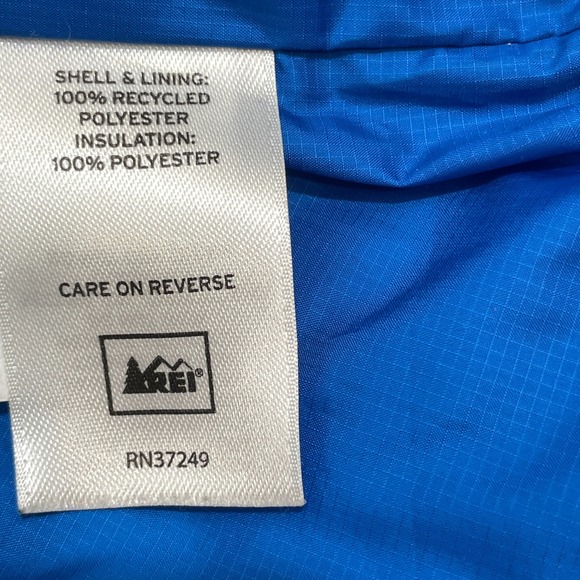 SHELL & LINING:
100% RECYCLED
POLYESTER
INSULATION:
100% POLYESTER
CARE ON REVERSE
REI®
RN37249